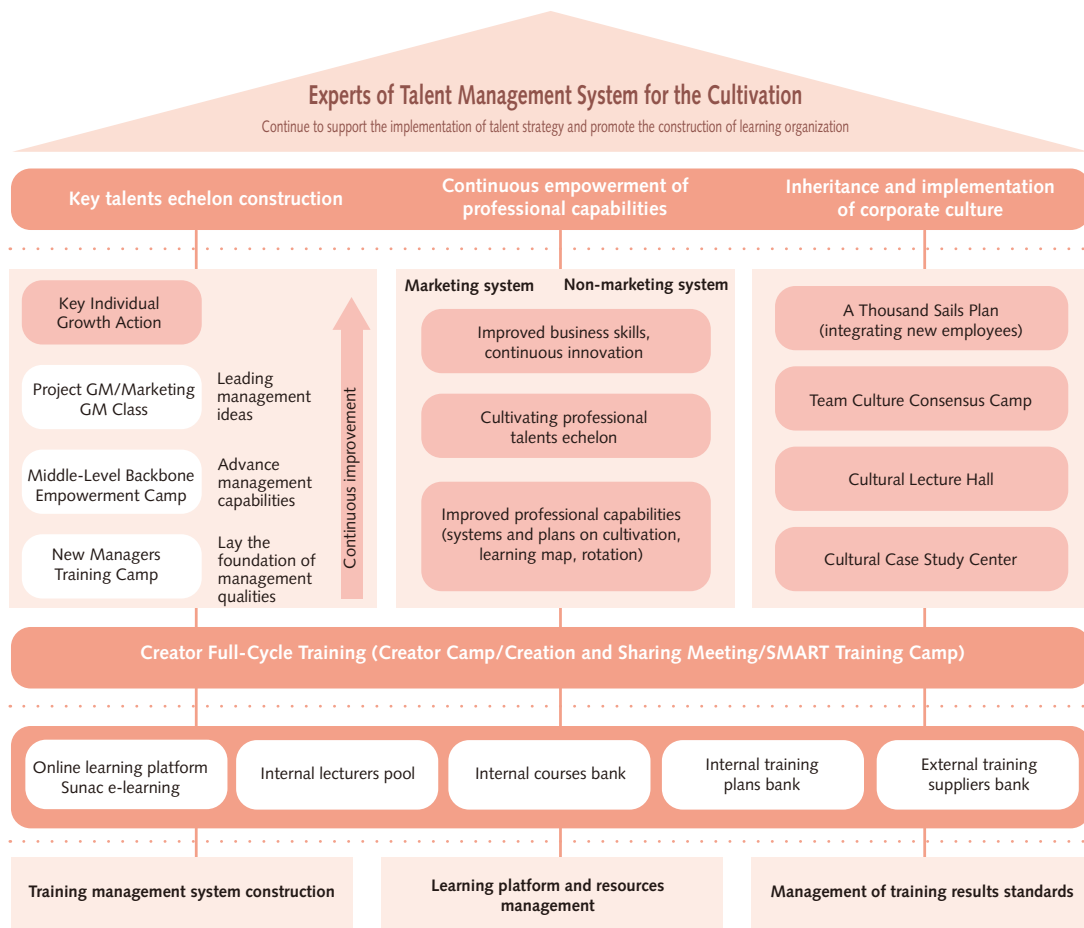 Experts of Talent Management System for the Cultivation
Continue to support the implementation of talent strategy and promote the construction of learning organization
Key talents echelon construction
Continuous empowerment of
professional capabilities
Inheritance and implementation
of corporate culture
Key Individual
Growth Action
Project GM/Marketing
GM Class
Leading
management
ideas
Middle-Level Backbone
Empowerment Camp
Advance
management
capabilities
New Managers
Training Camp
Lay the
foundation of
management
qualities
Continuous improvement
Marketing system
Non-marketing system
Improved business skills,
continuous innovation
Cultivating professional
talents echelon
Improved professional capabilities
(systems and plans on cultivation,
learning map, rotation)
A Thousand Sails Plan
(integrating new employees)
Team Culture Consensus Camp
Cultural Lecture Hall
Cultural Case Study Center
Creator Full-Cycle Training (Creator Camp/Creation and Sharing Meeting/SMART Training Camp)
Online learning platform
Sunac e-learning
Internal lecturers pool
Internal courses bank
Internal training
plans bank
External training
suppliers bank
Training management system construction
Learning platform and resources
management
Management of training results standards